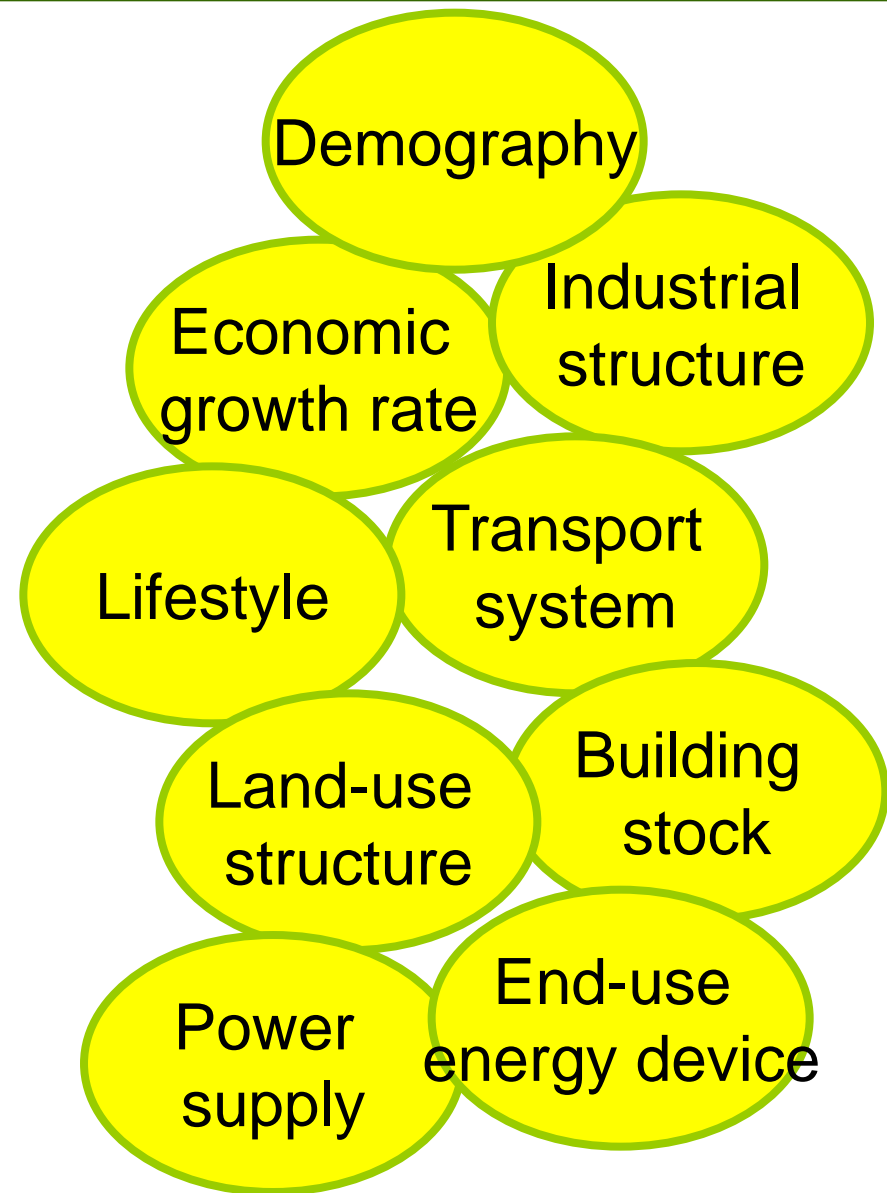 Demography
Industrial
structure
Economic
growth rate
Transport
system
Lifestyle
Building
stock
Land-use
structure
End-use
energy device
Power
supply